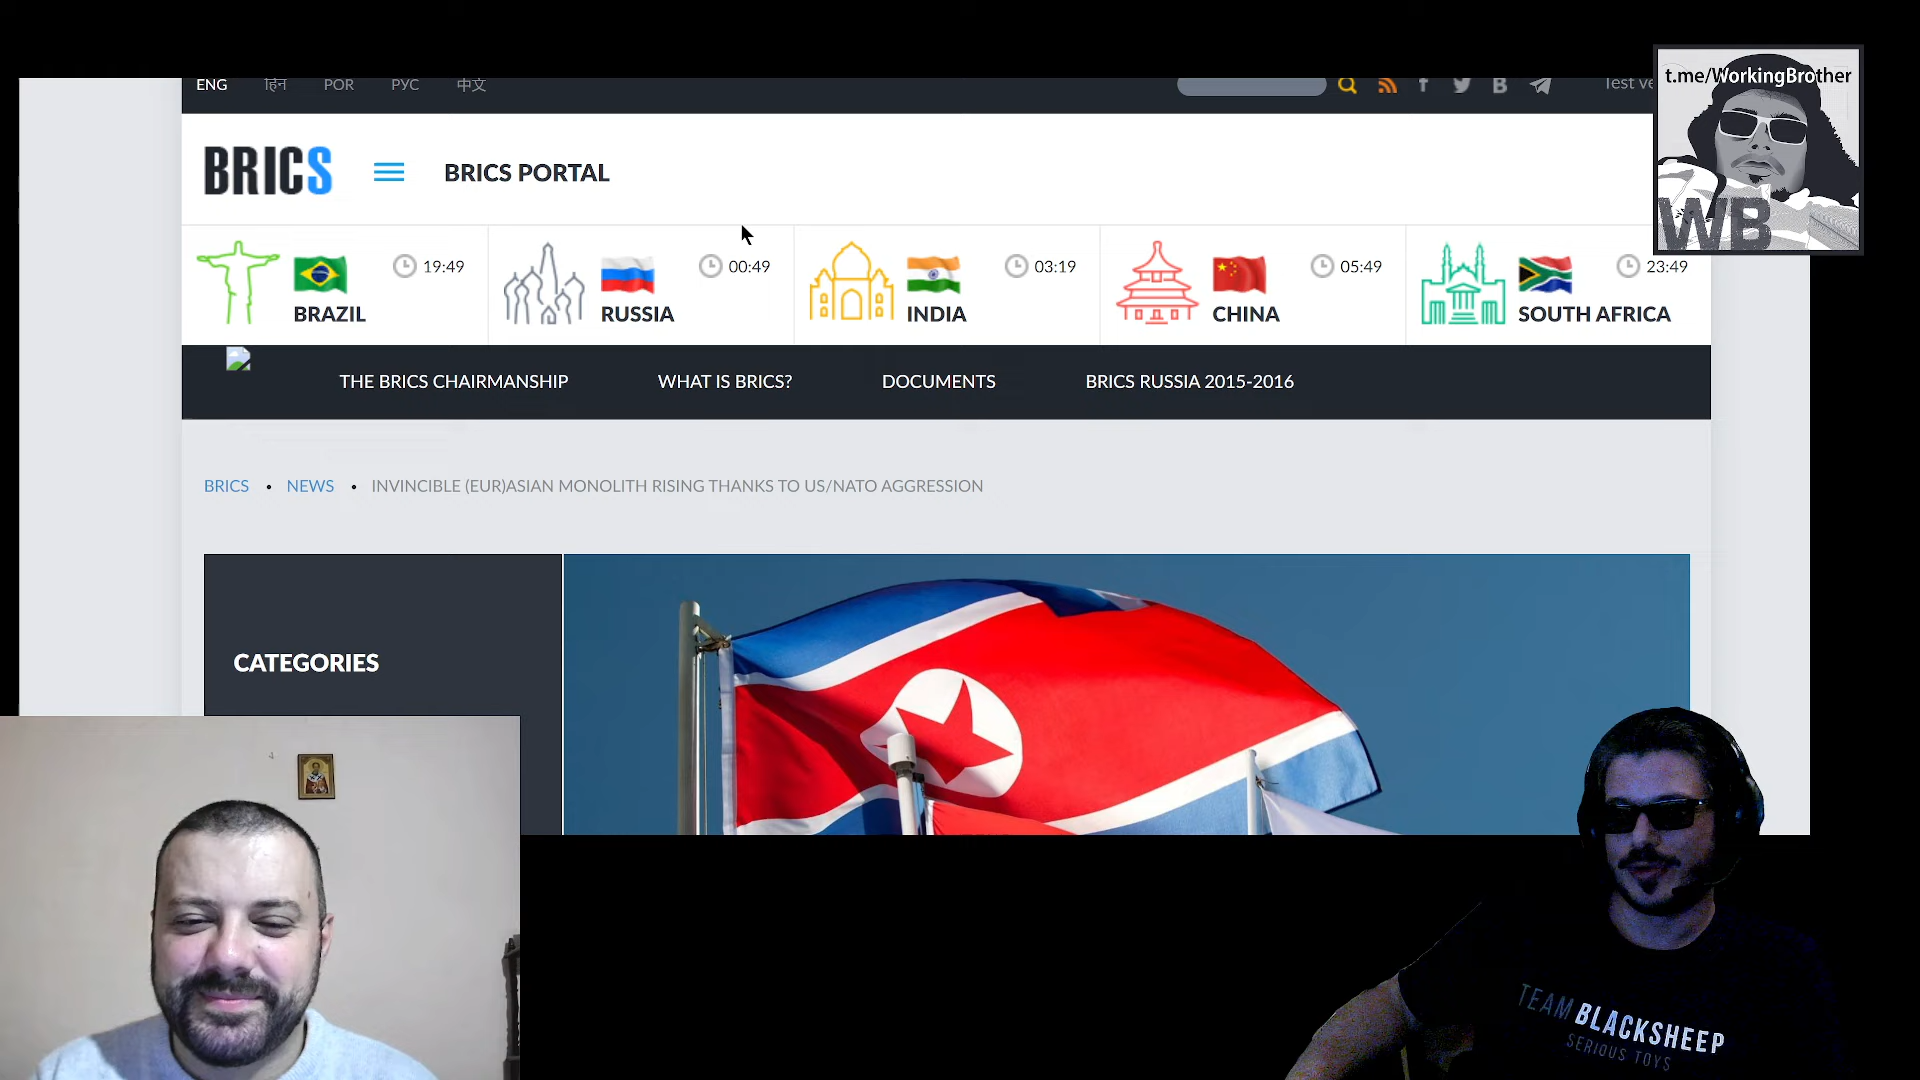 t.me/WorkingBrother
WB
ENG हिन POR РУС 中文
Test ve
BRICS
BRICS PORTAL
19:49
BRAZIL
00:49
RUSSIA
03:19
INDIA
05:49
CHINA
23:49
SOUTH AFRICA
THE BRICS CHAIRMANSHIP WHAT IS BRICS? DOCUMENTS BRICS RUSSIA 2015-2016
BRICS • NEWS • INVINCIBLE (EUR)ASIAN MONOLITH RISING THANKS TO US/NATO AGGRESSION
CATEGORIES
TEAM BLACKSHEEP
SERIOUS TOYS